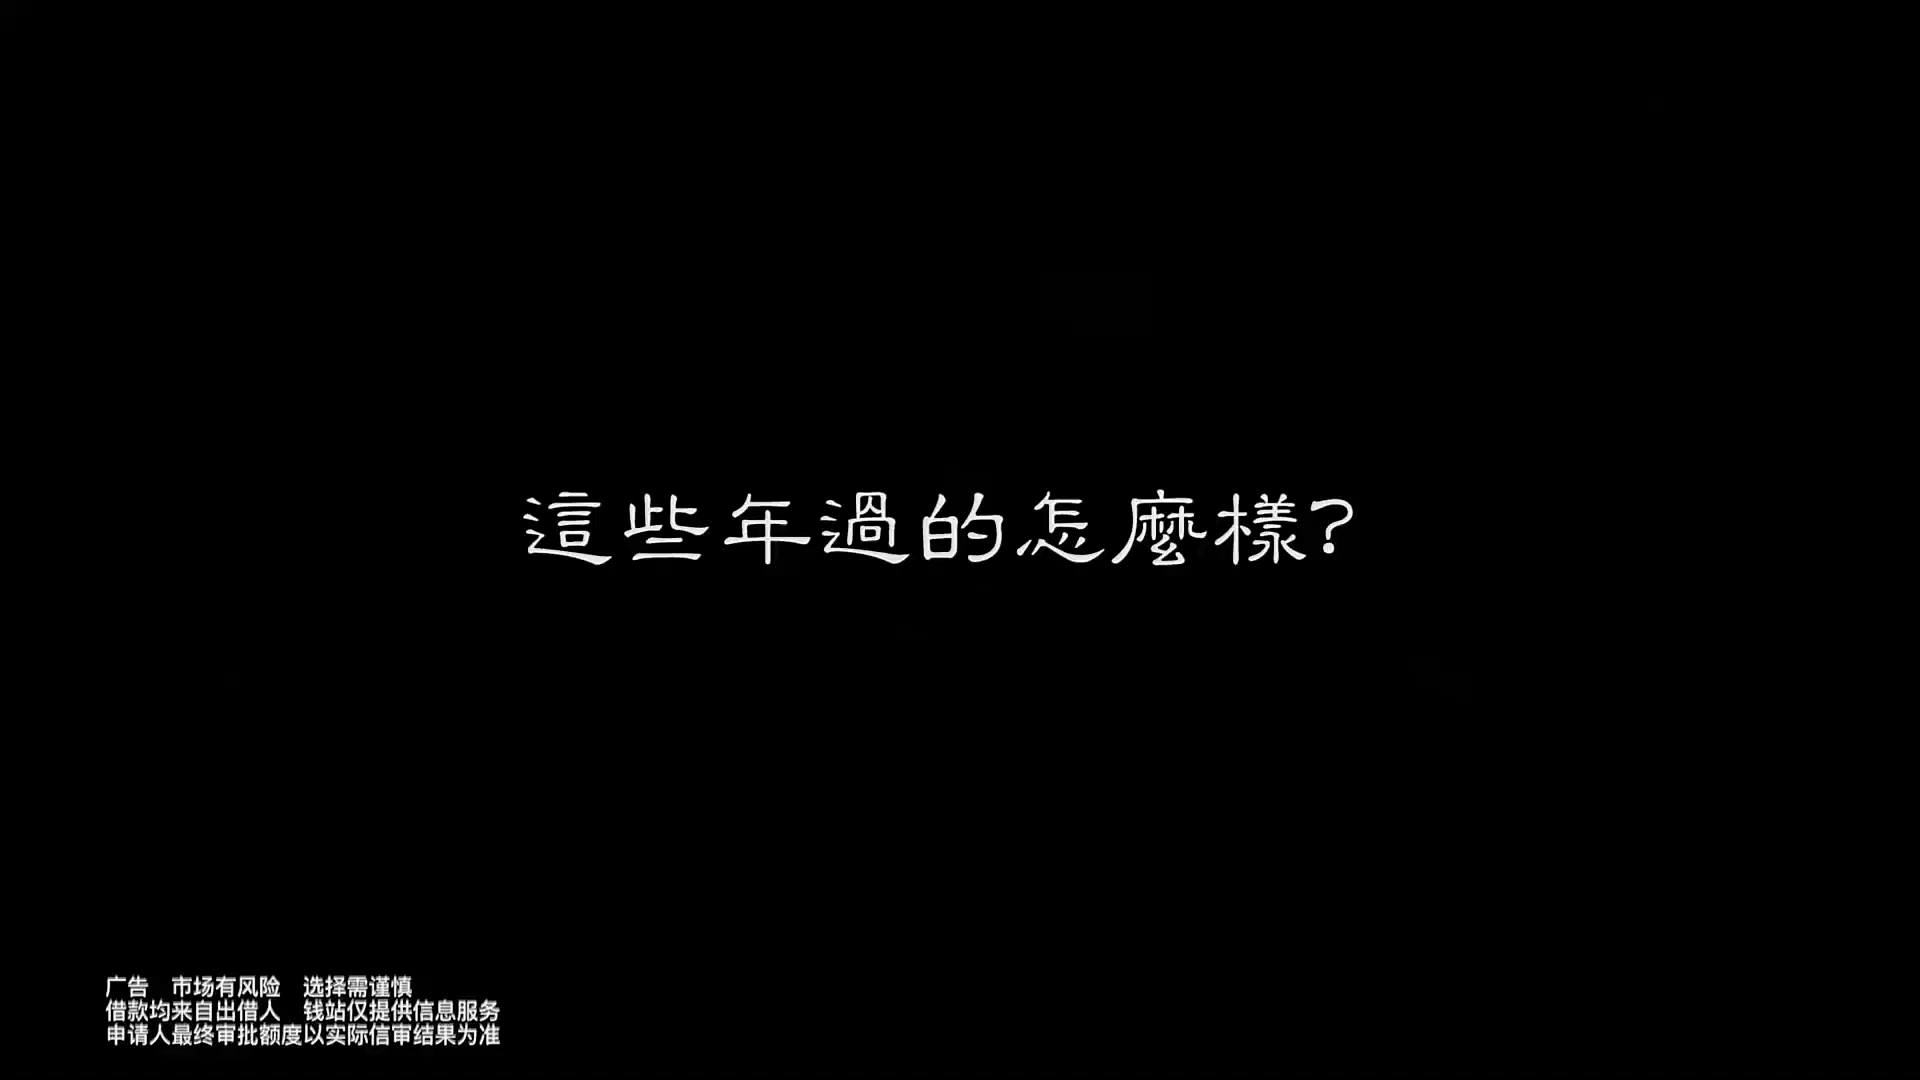 這些年過的怎麼樣?
广告　市场有风险　选择需谨慎
借款均来自出借人　钱站仅提供信息服务
申请人最终审批额度以实际信审结果为准